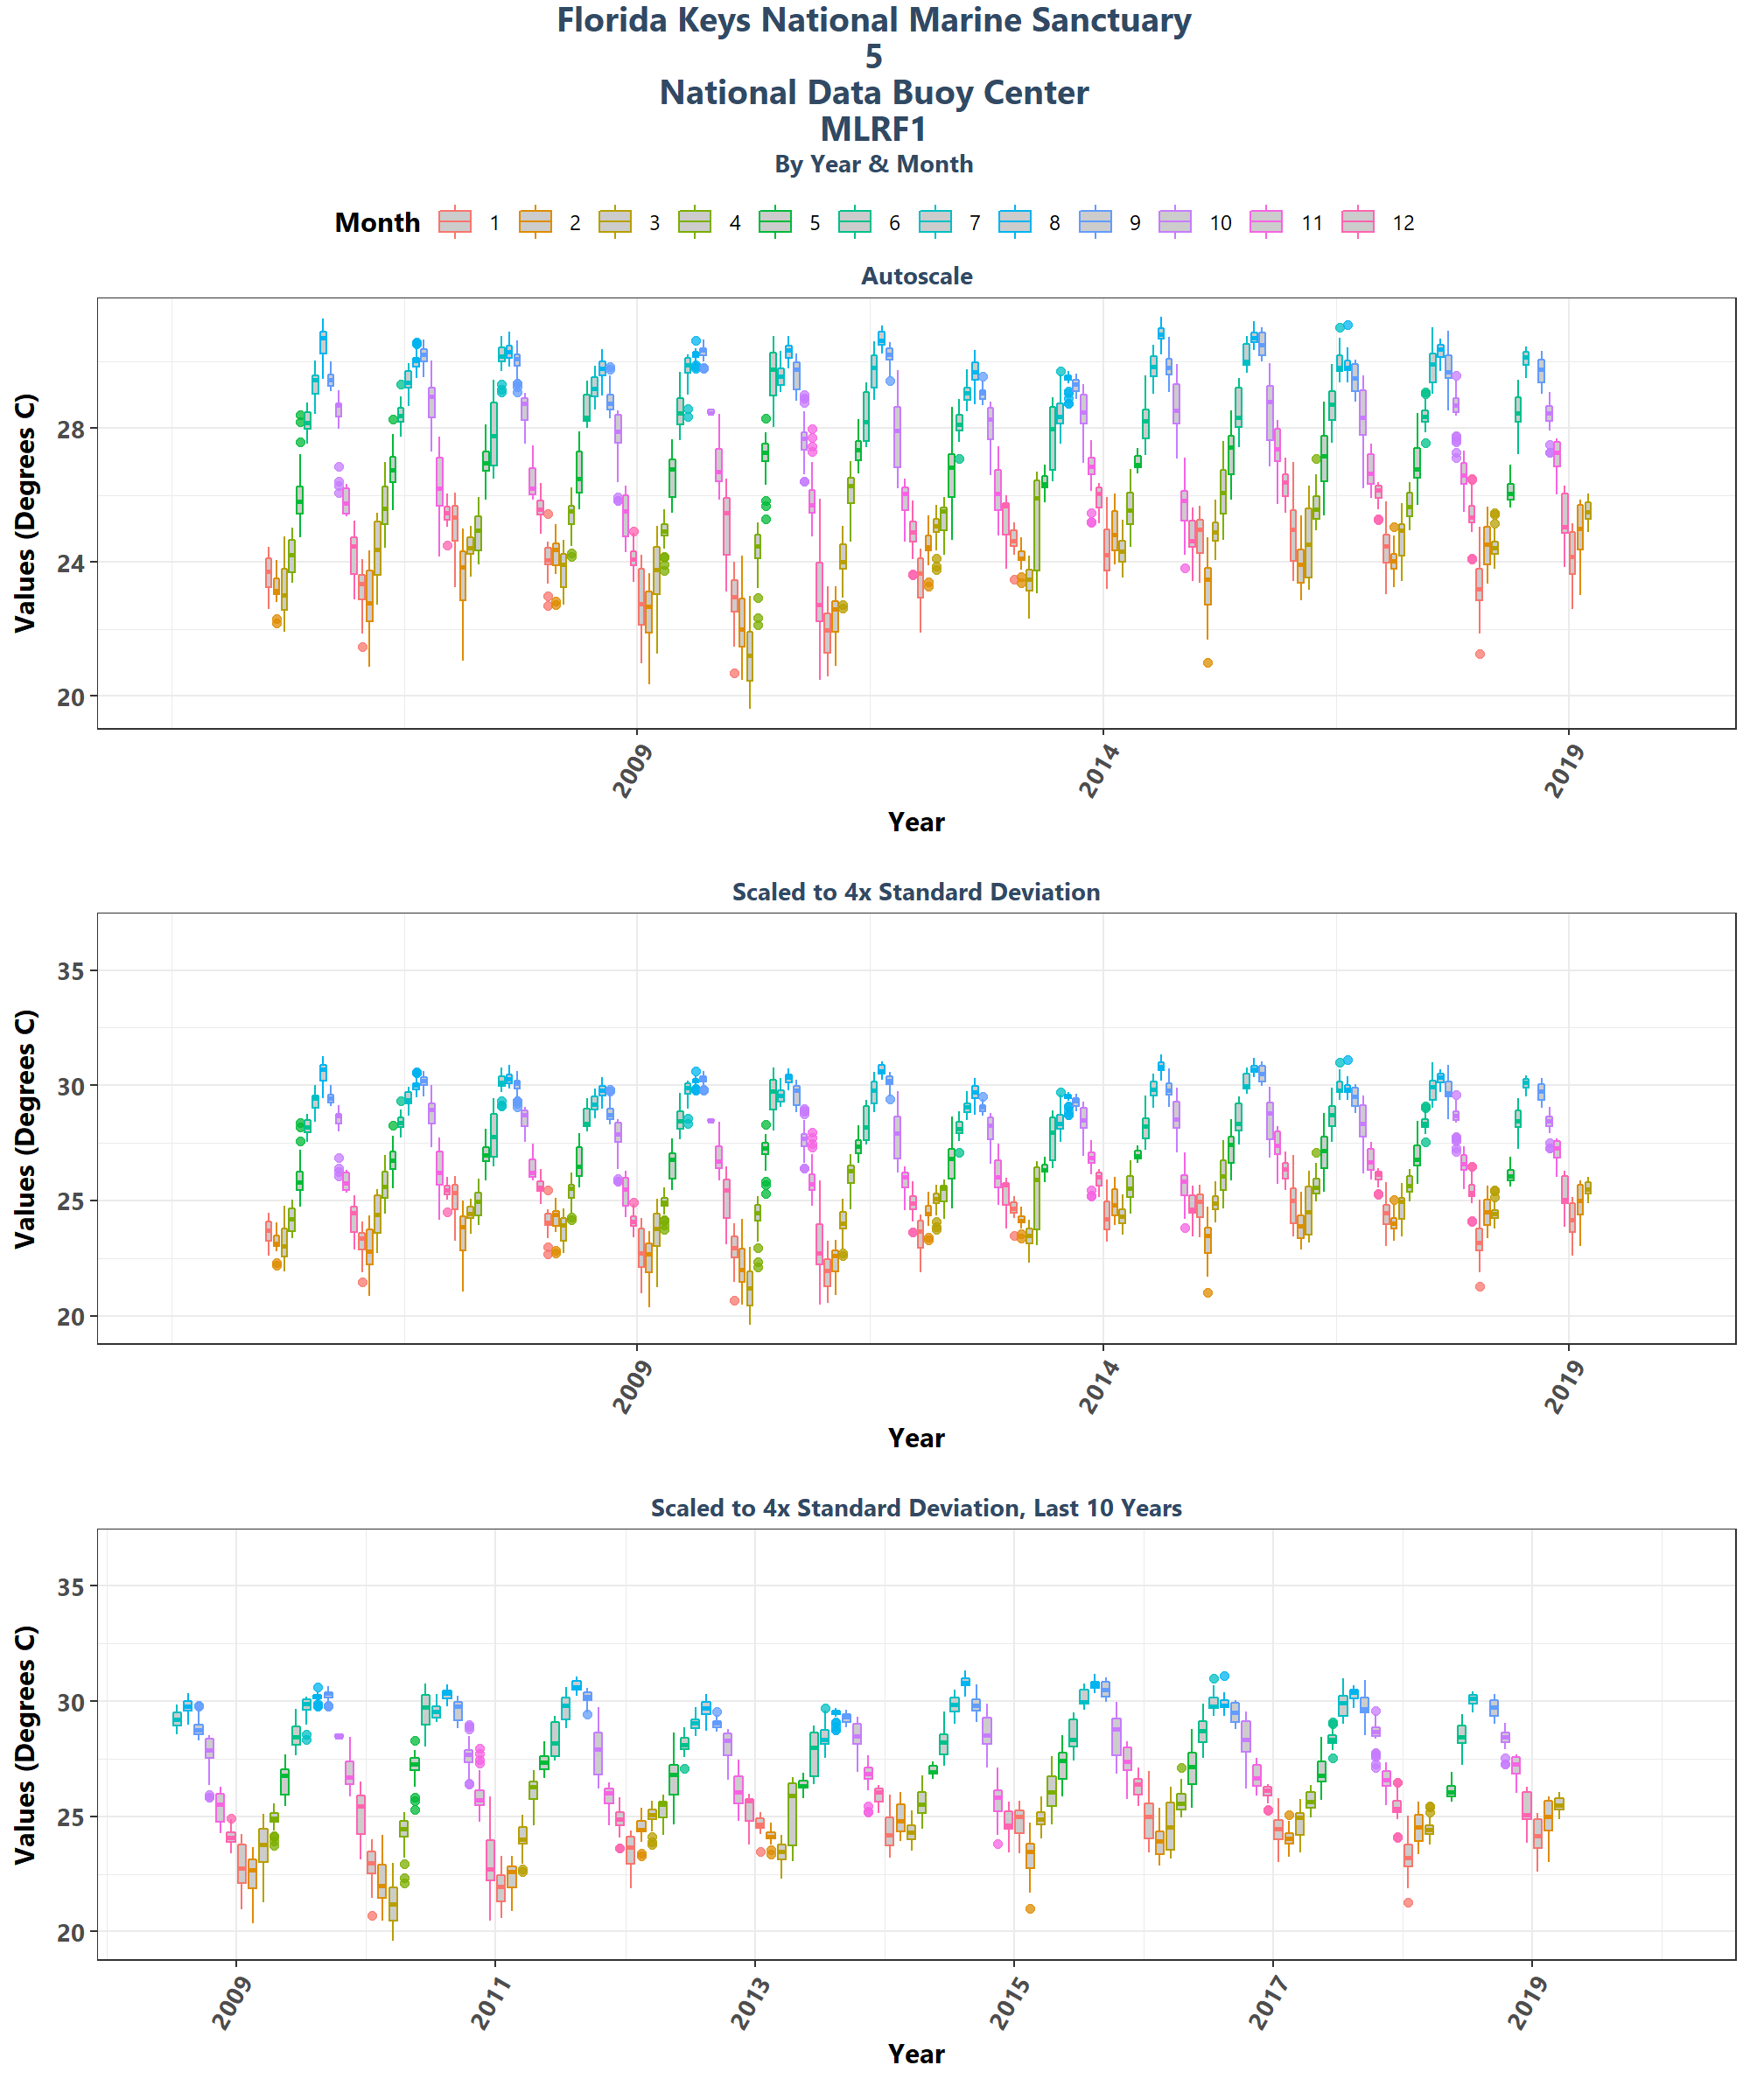 Florida Keys National Marine Sanctuary
5
National Data Buoy Center
MLRF1
By Year & Month
Month 1 2 3 4 5 6 7 8 9 10 11 12
Autoscale
Values (Degrees C)
28
24
20
2009 2014 2019
Year
Scaled to 4x Standard Deviation
Values (Degrees C)
35
30
25
20
2009 2014 2019
Year
Scaled to 4x Standard Deviation, Last 10 Years
Values (Degrees C)
35
30
25
20
2009 2011 2013 2015 2017 2019
Year